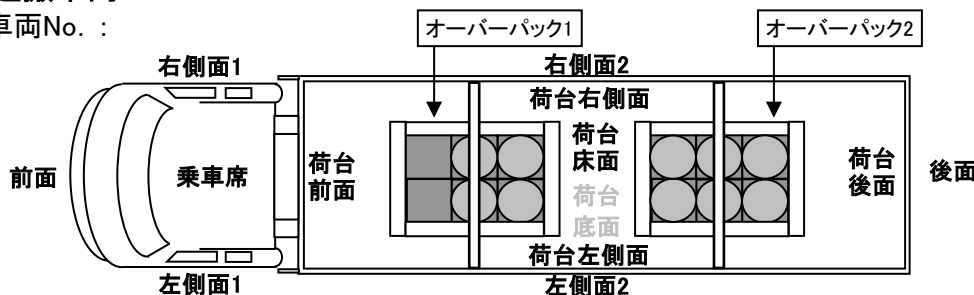 車両No. :
オーバーパック1
オーバーパック2
右側面1
右側面2
荷台右側面
前面
乗車席
荷台
前面
荷台
床面
荷台
底面
荷台
後面
後面
荷台左側面
左側面1
左側面2